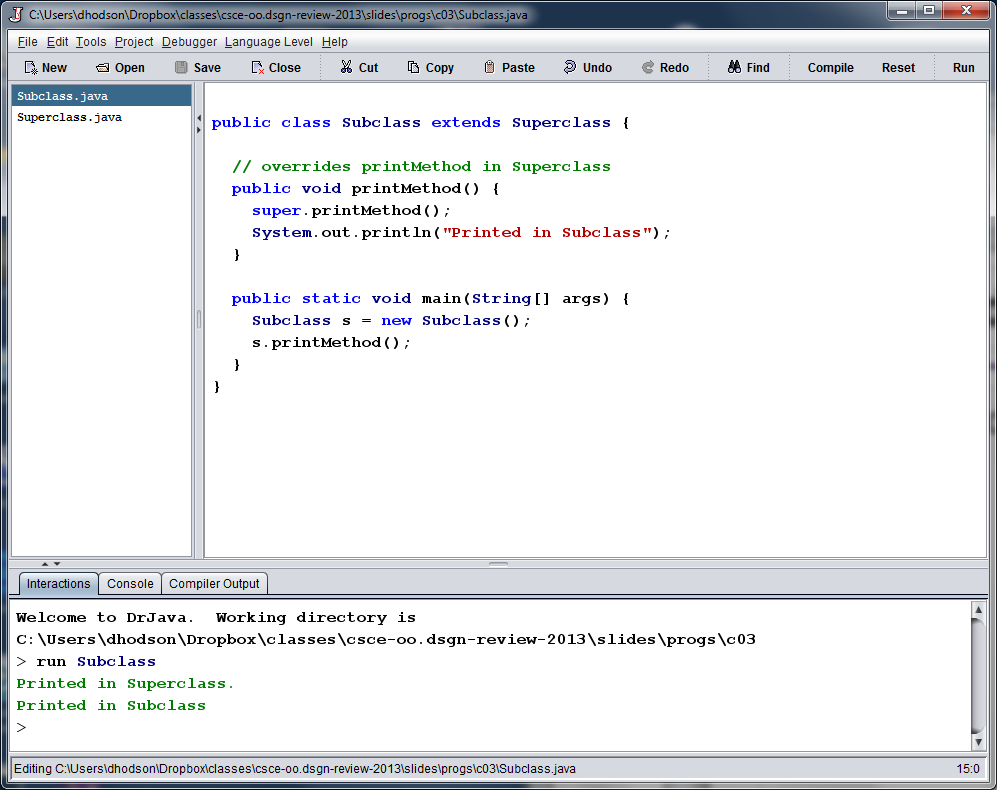 C:\Users\dhodson\Dropbox\classes\csce-oo.dsgn-review-2013\slides\progs\c03\Subclass.java
File Edit Tools Project Debugger Language Level Help
New Open Save Close Cut Copy Paste Undo Redo Find Compile Reset Run
Subclass.java
Superclass.java
public class Subclass extends Superclass {
// overrides printMethod in Superclass
public void printMethod() {
super.printMethod();
System.out.println("Printed in Subclass");
}
public static void main(String[] args) {
Subclass s = new Subclass();
s.printMethod();
}
}
Interactions Console Compiler Output
Welcome to DrJava.  Working directory is
C:\Users\dhodson\Dropbox\classes\csce-oo.dsgn-review-2013\slides\progs\c03
> run Subclass
Printed in Superclass.
Printed in Subclass
>
Editing C:\Users\dhodson\Dropbox\classes\csce-oo.dsgn-review-2013\slides\progs\c03\Subclass.java 15:0